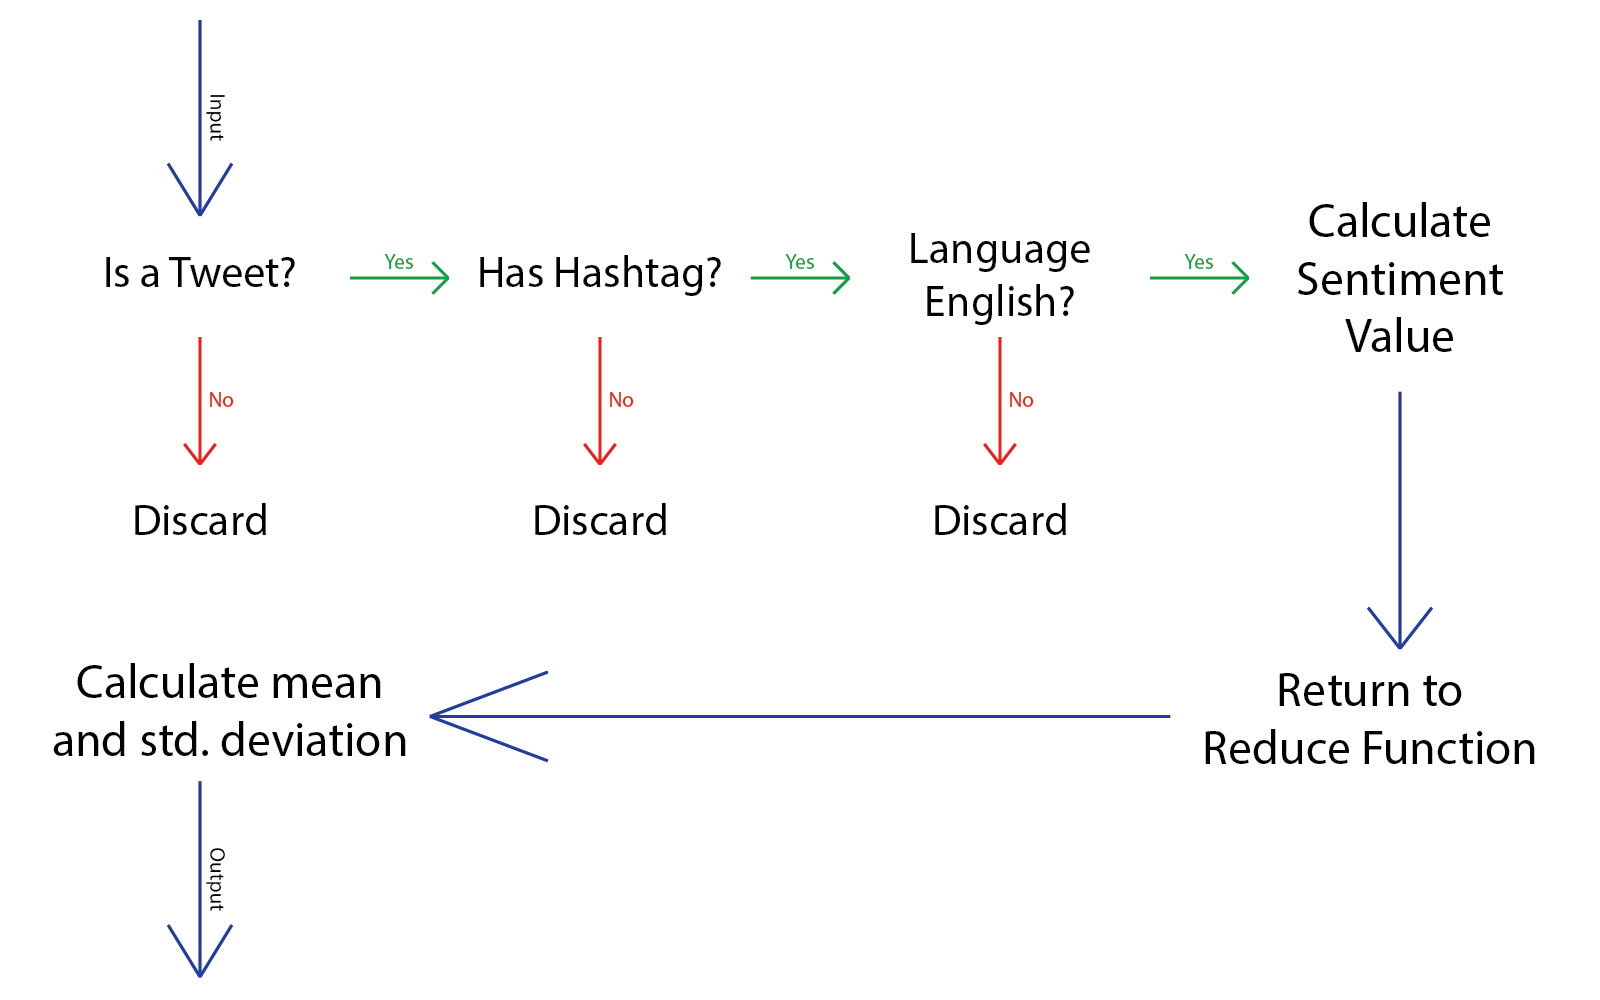 Input
Is a Tweet?
Yes
Has Hashtag?
Yes
Language
English?
Yes
Calculate
Sentiment
Value
No
No
No
Discard
Discard
Discard
Return to
Reduce Function
Calculate mean
and std. deviation
Output